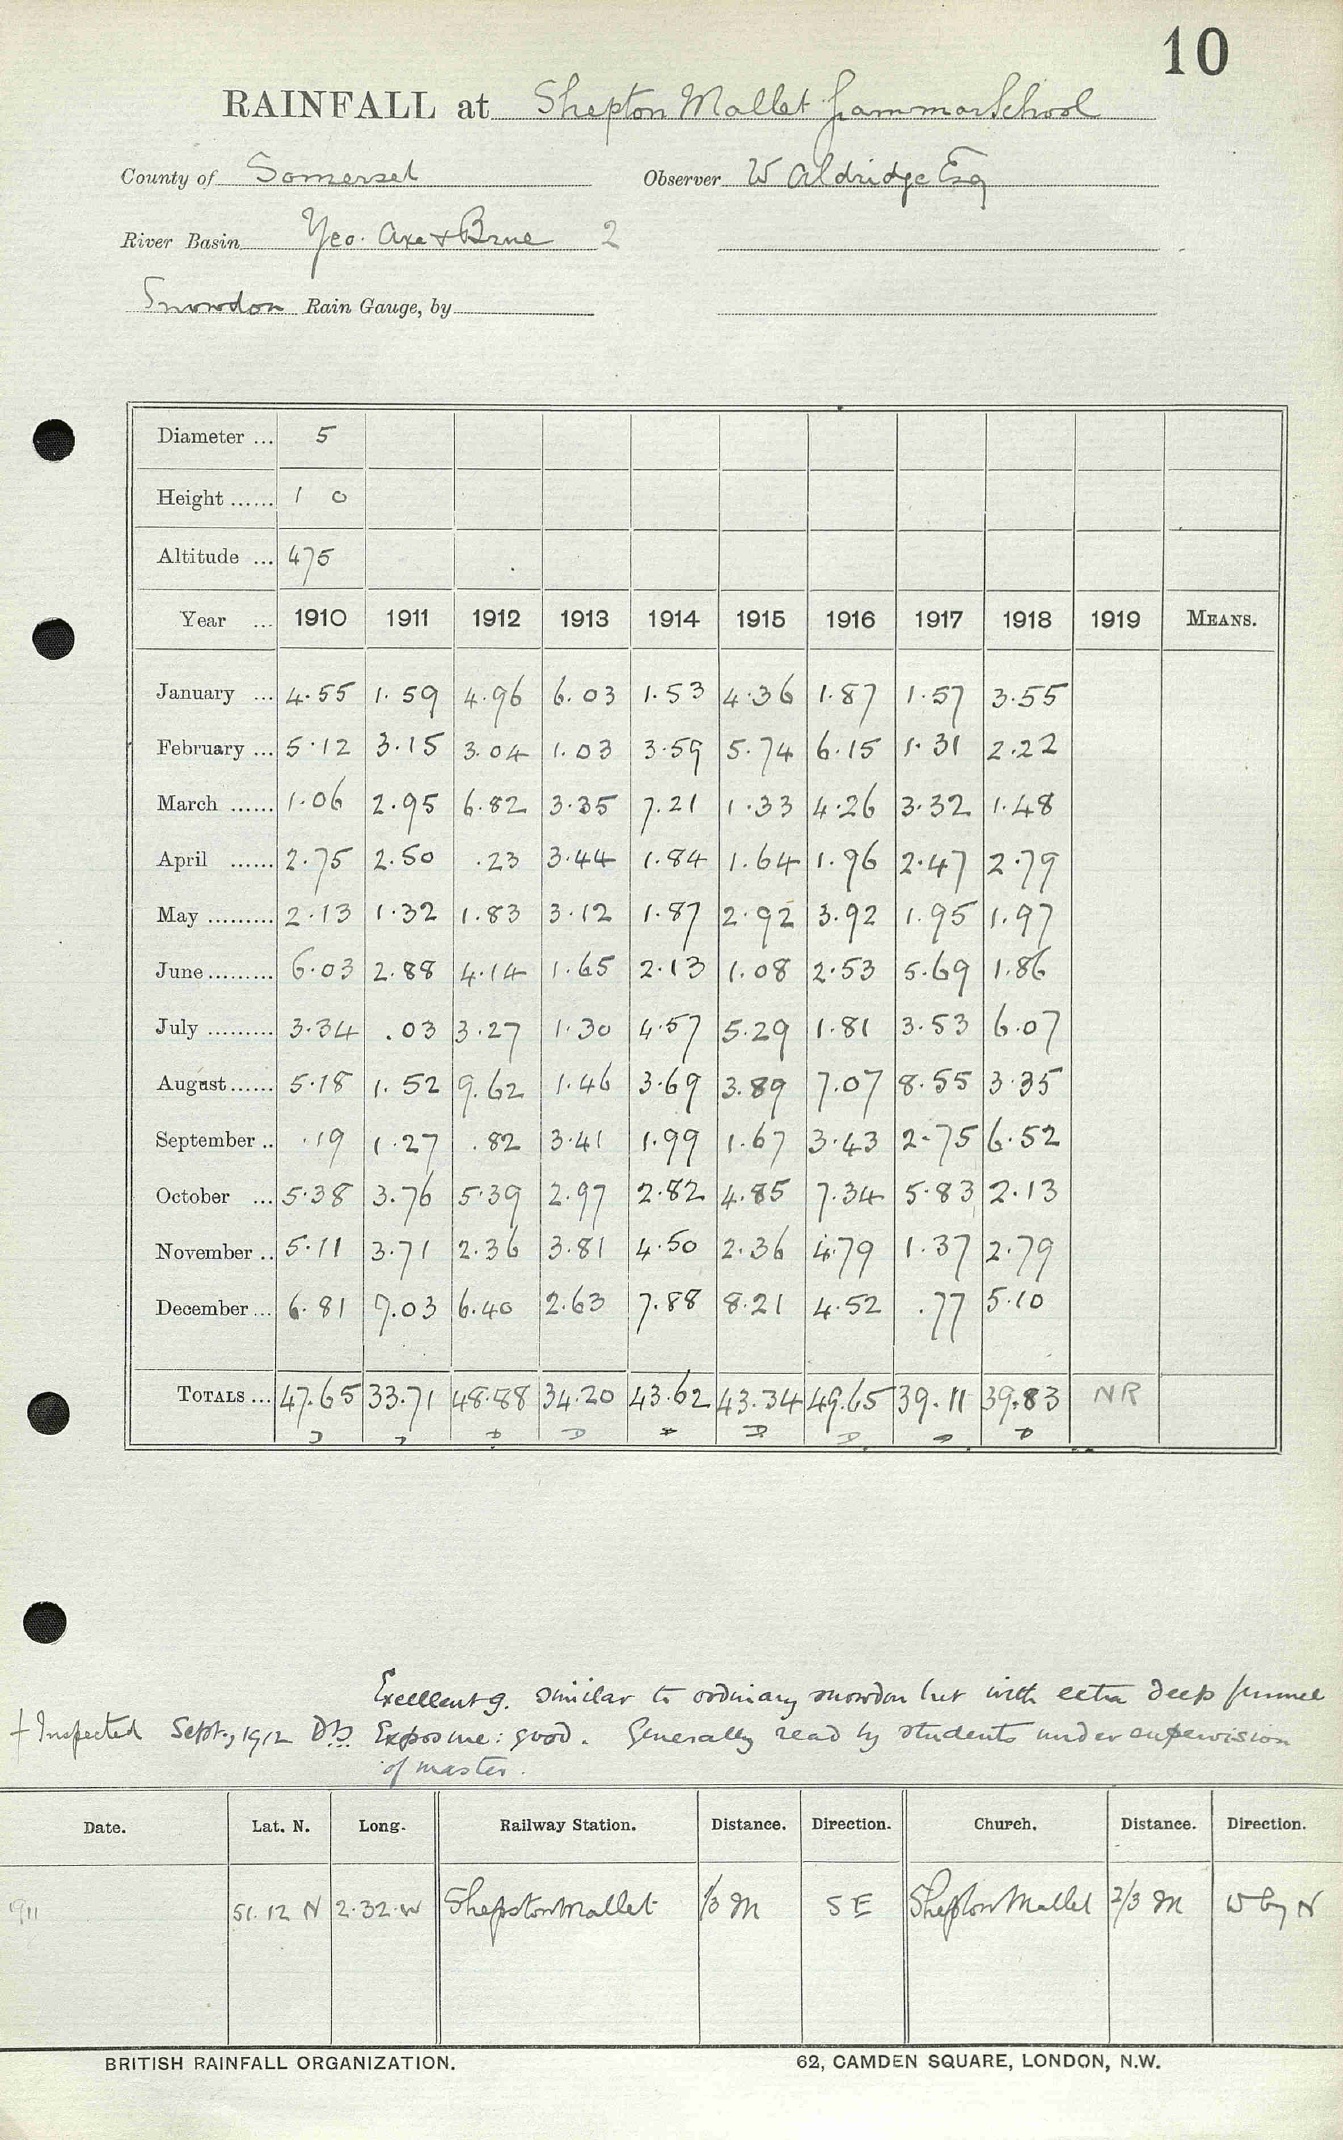 10
RAINFALL at Shepton Mallet Grammar School
County of Somerset Observer W Aldridge Esq
River Basin Yeo. Axe & Brue 2
Snowdon Rain Gauge, by
Diameter ... 5
Height ...... 1 0
Altitude ... 475
Year ... 1910 1911 1912 1913 1914 1915 1916 1917 1918 1919 MEANS.
January ... 4.55 1.59 4.96 6.03 1.53 4.36 1.87 1.57 3.55
February ... 5.12 3.15 3.04 1.03 3.59 5.74 6.15 1.31 2.22
March ...... 1.06 2.95 6.82 3.35 7.21 1.33 4.26 3.32 1.48
April ...... 2.75 2.50 .23 3.44 1.84 1.64 1.96 2.47 2.79
May ......... 2.13 1.32 1.83 3.12 1.87 2.92 3.92 1.95 1.97
June ......... 6.03 2.88 4.14 1.65 2.13 1.08 2.53 5.69 1.86
July ......... 3.34 .03 3.27 1.30 4.57 5.29 1.81 3.53 6.07
August...... 5.18 1.52 9.62 1.46 3.69 3.89 7.07 8.55 3.35
September .. .19 1.27 .82 3.41 1.99 1.67 3.43 2.75 6.52
October ... 5.38 3.76 5.39 2.97 2.82 4.85 7.34 5.83 2.13
November .. 5.11 3.71 2.36 3.81 4.50 2.36 4.79 1.37 2.79
December ... 6.81 9.03 6.40 2.63 7.88 8.21 4.52 .77 5.10
TOTALS ... 47.65 33.71 48.88 34.20 43.62 43.34 49.65 39.11 39.83 NR
Excellent g. similar to ordinary snowdon but with extra deep funnel
† Inspected Sept., 1912 Exposure: good. Generally read by students under supervision
of master.
Date. Lat. N. Long. Railway Station. Distance. Direction. Church. Distance. Direction.
1911 51.12 N 2.32.W Shepton Mallet 1/3 M SE Shepton Mallet 2/3 M W by N
BRITISH RAINFALL ORGANIZATION. 62, CAMDEN SQUARE, LONDON, N.W.